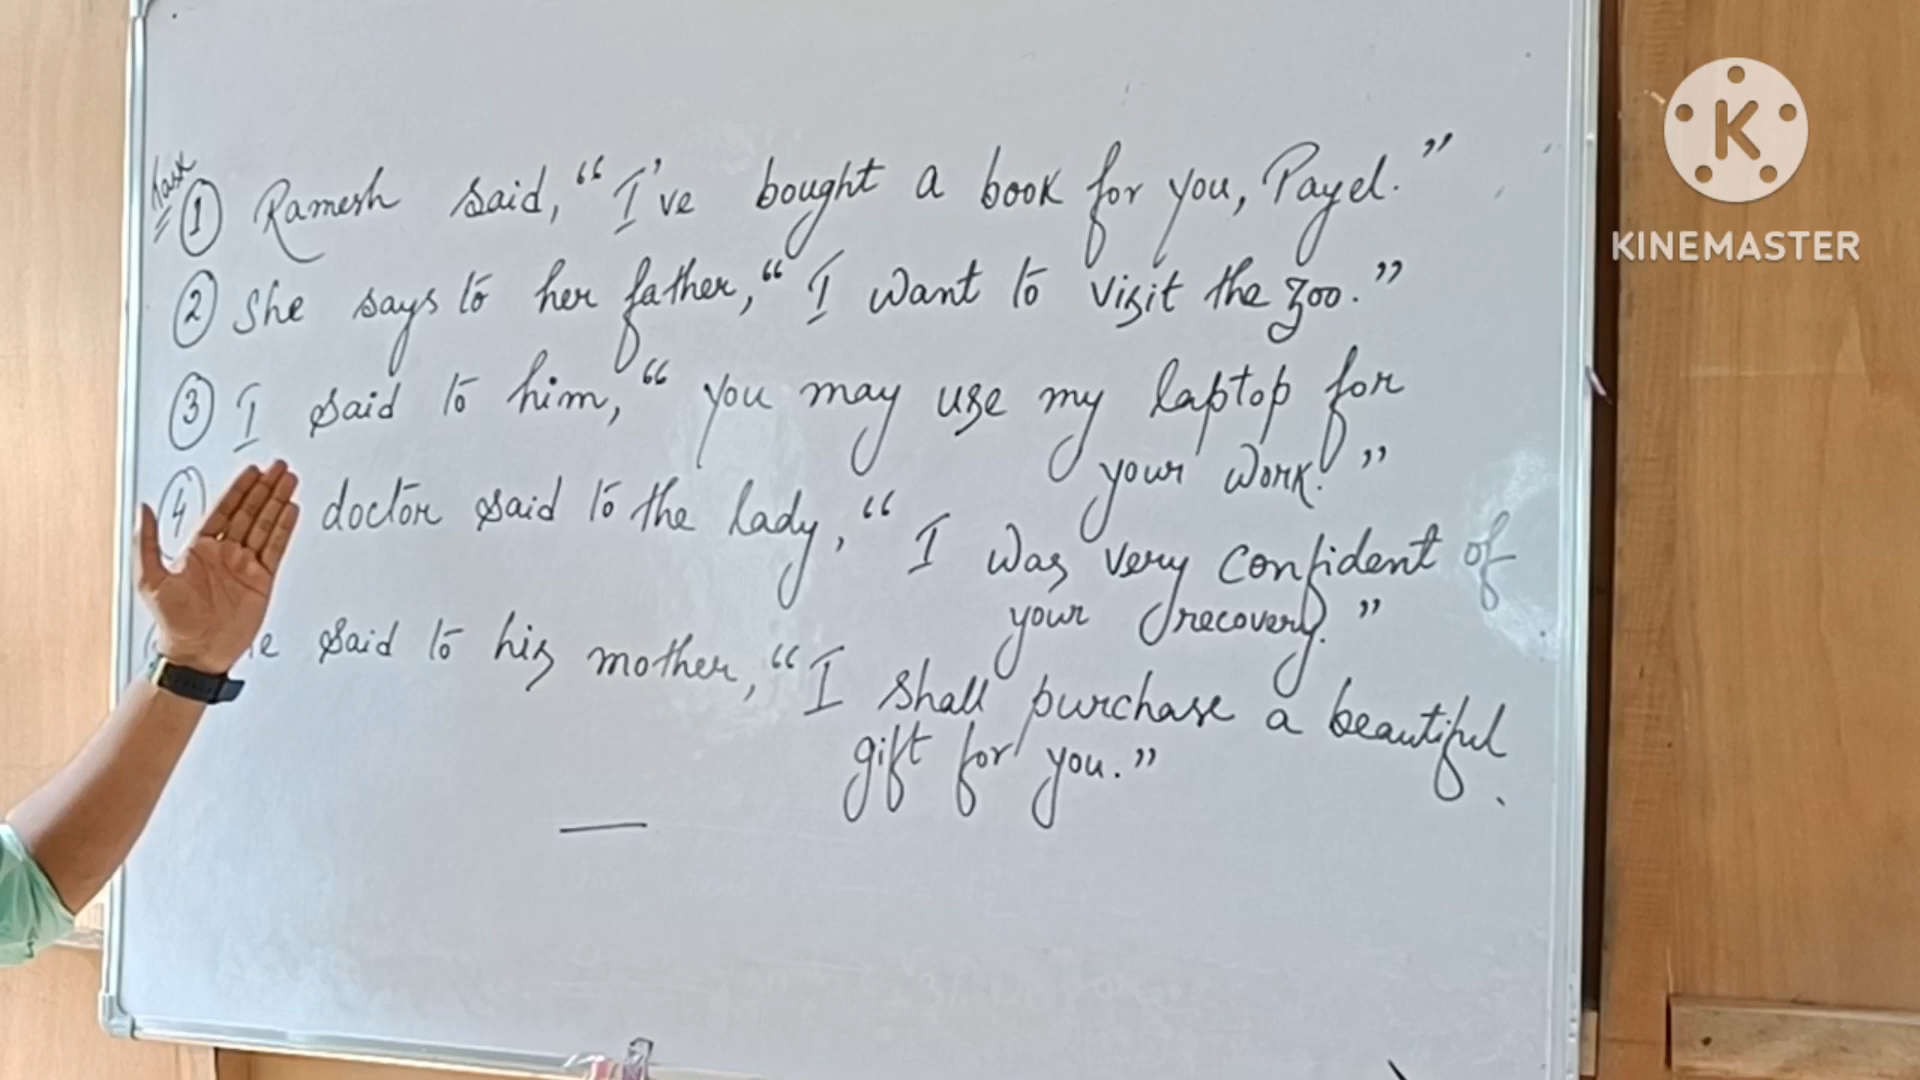 Task
① Ramesh said, “I've bought a book for you, Payel.”
② She says to her father, “I want to visit the zoo.”
③ I said to him, “you may use my laptop for
your work.”
④ doctor said to the lady, “I was very confident of
your recovery.”
said to his mother, “I shall purchase a beautiful
gift for you.”
K
KINEMASTER